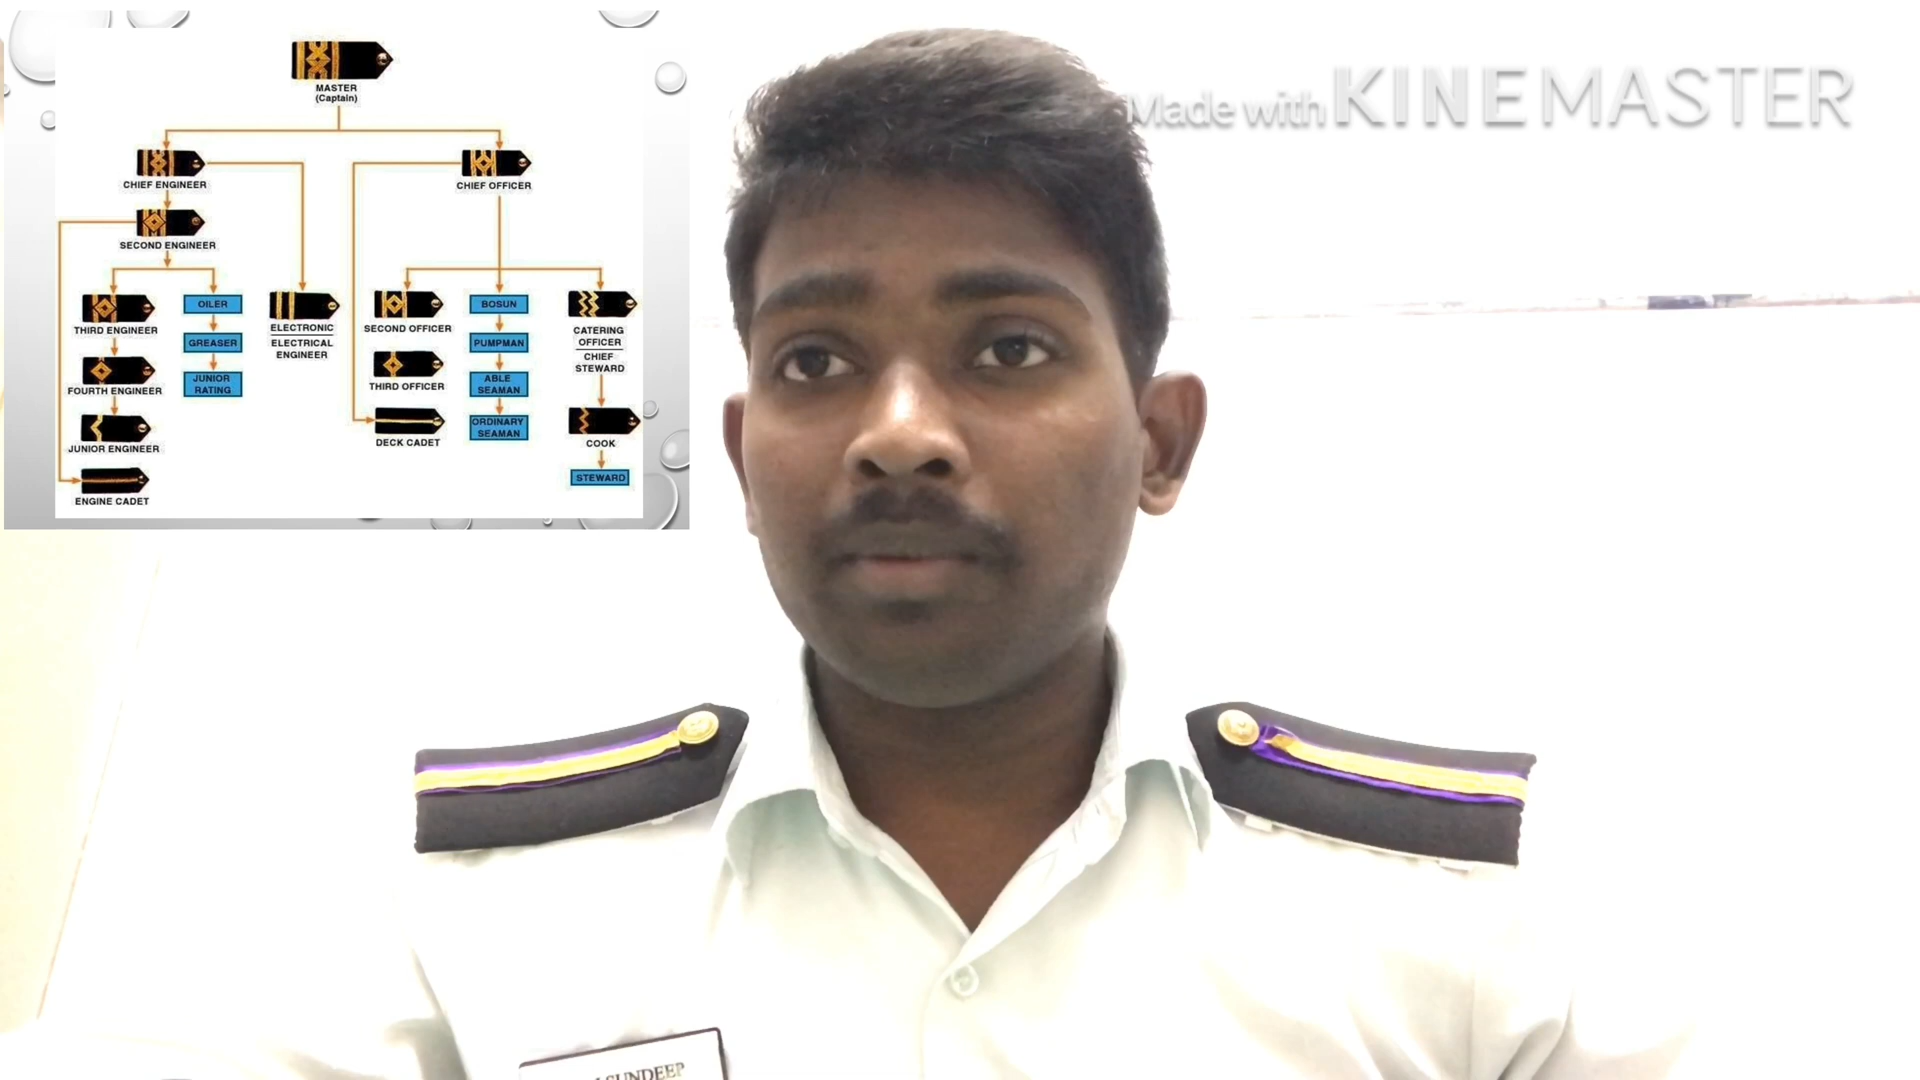 Made with KINEMASTER
MASTER
(Captain)
CHIEF ENGINEER
CHIEF OFFICER
SECOND ENGINEER
THIRD ENGINEER
FOURTH ENGINEER
JUNIOR ENGINEER
ENGINE CADET
OILER
GREASER
JUNIOR
RATING
ELECTRONIC
ELECTRICAL
ENGINEER
SECOND OFFICER
THIRD OFFICER
DECK CADET
BOSUN
PUMPMAN
ABLE
SEAMAN
ORDINARY
SEAMAN
CATERING
OFFICER
CHIEF
STEWARD
COOK
STEWARD
SUNDEEP